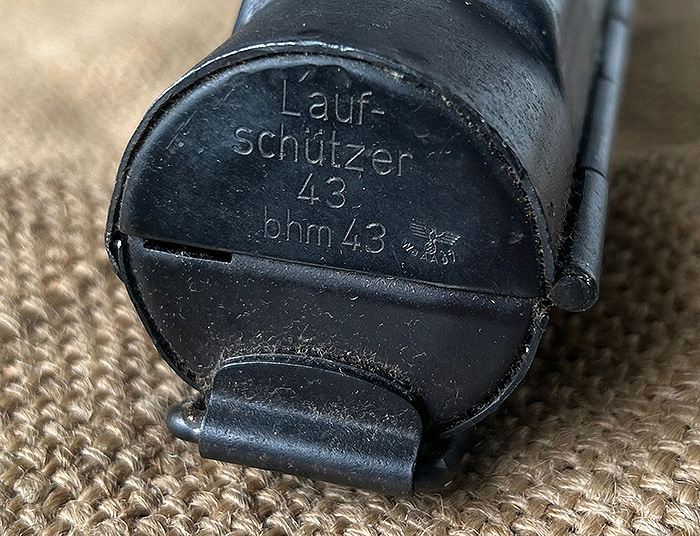 Lauf-
schützer
43
bhm 43